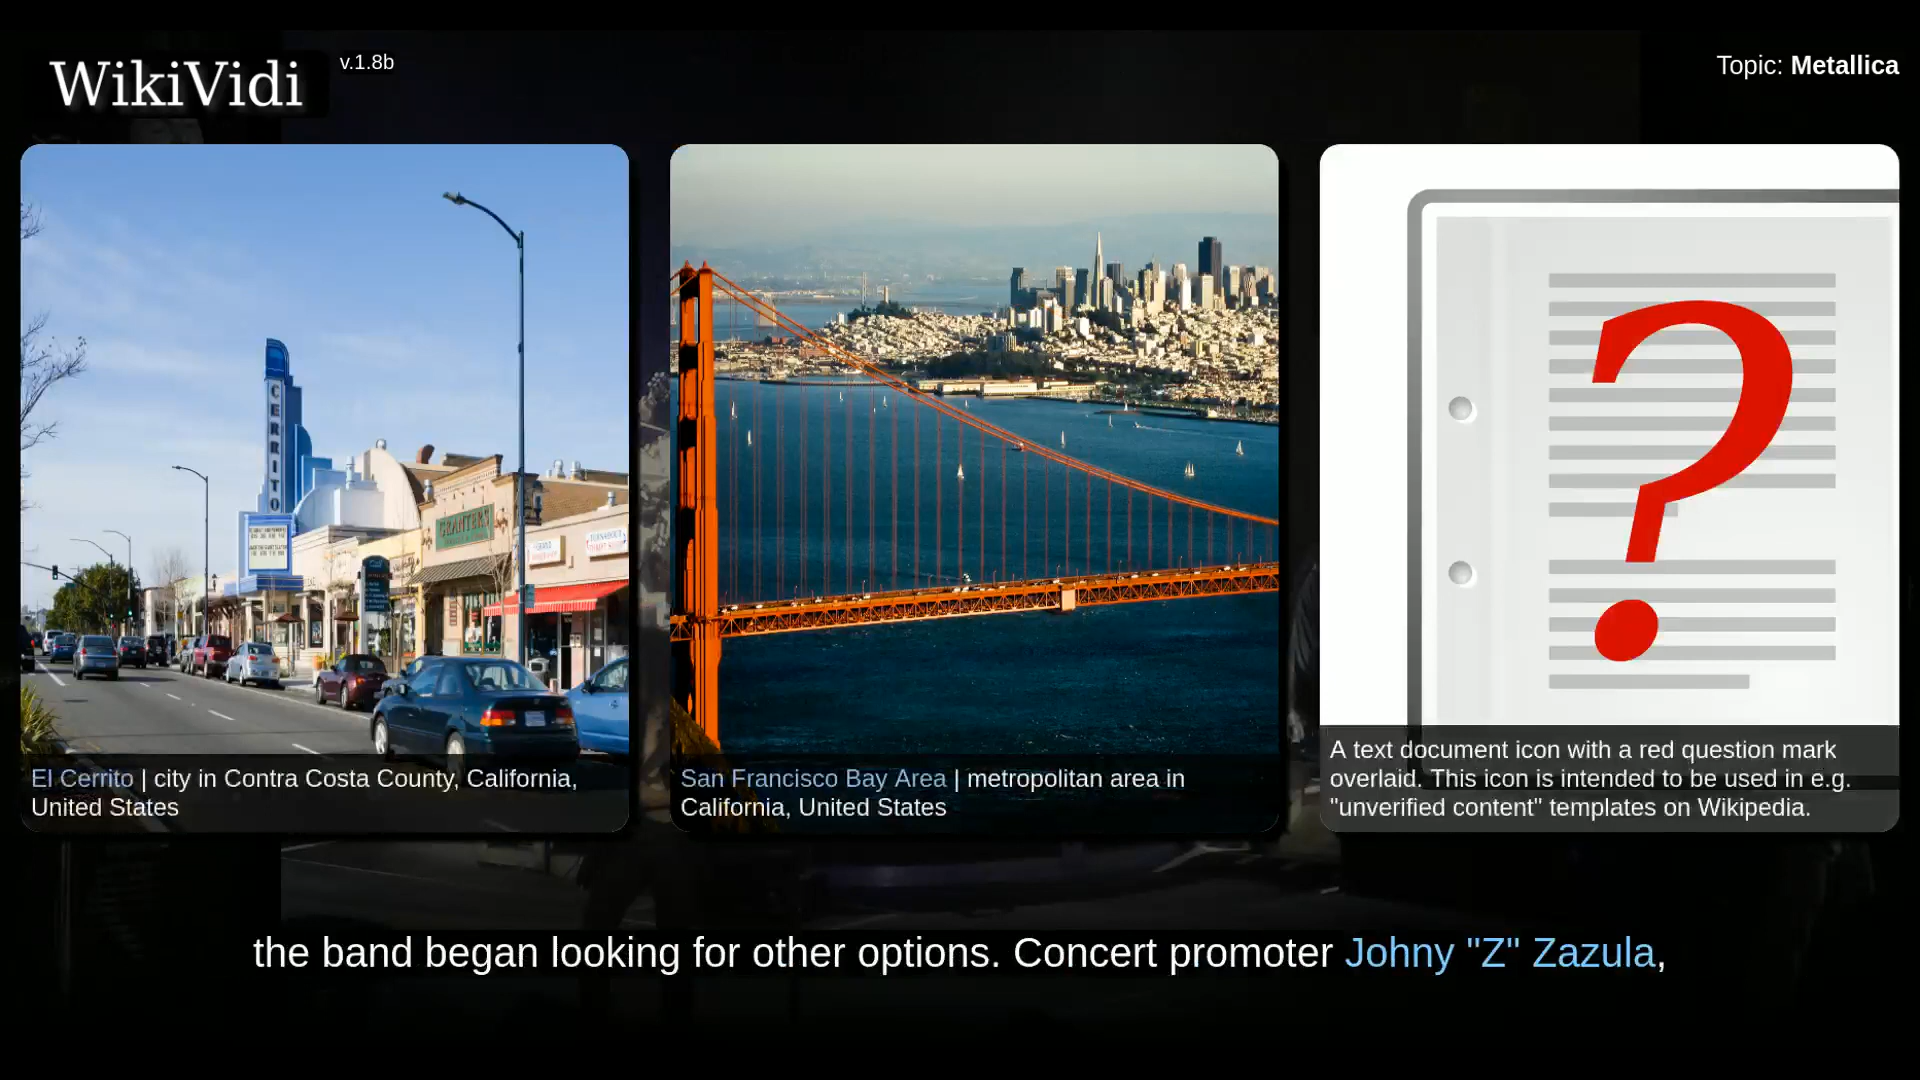 WikiVidi
v.1.8b
Topic: Metallica
CERRITO
GRANTERS
El Cerrito | city in Contra Costa County, California,
United States
San Francisco Bay Area | metropolitan area in
California, United States
?
A text document icon with a red question mark
overlaid. This icon is intended to be used in e.g.
"unverified content" templates on Wikipedia.
the band began looking for other options. Concert promoter Johny "Z" Zazula,